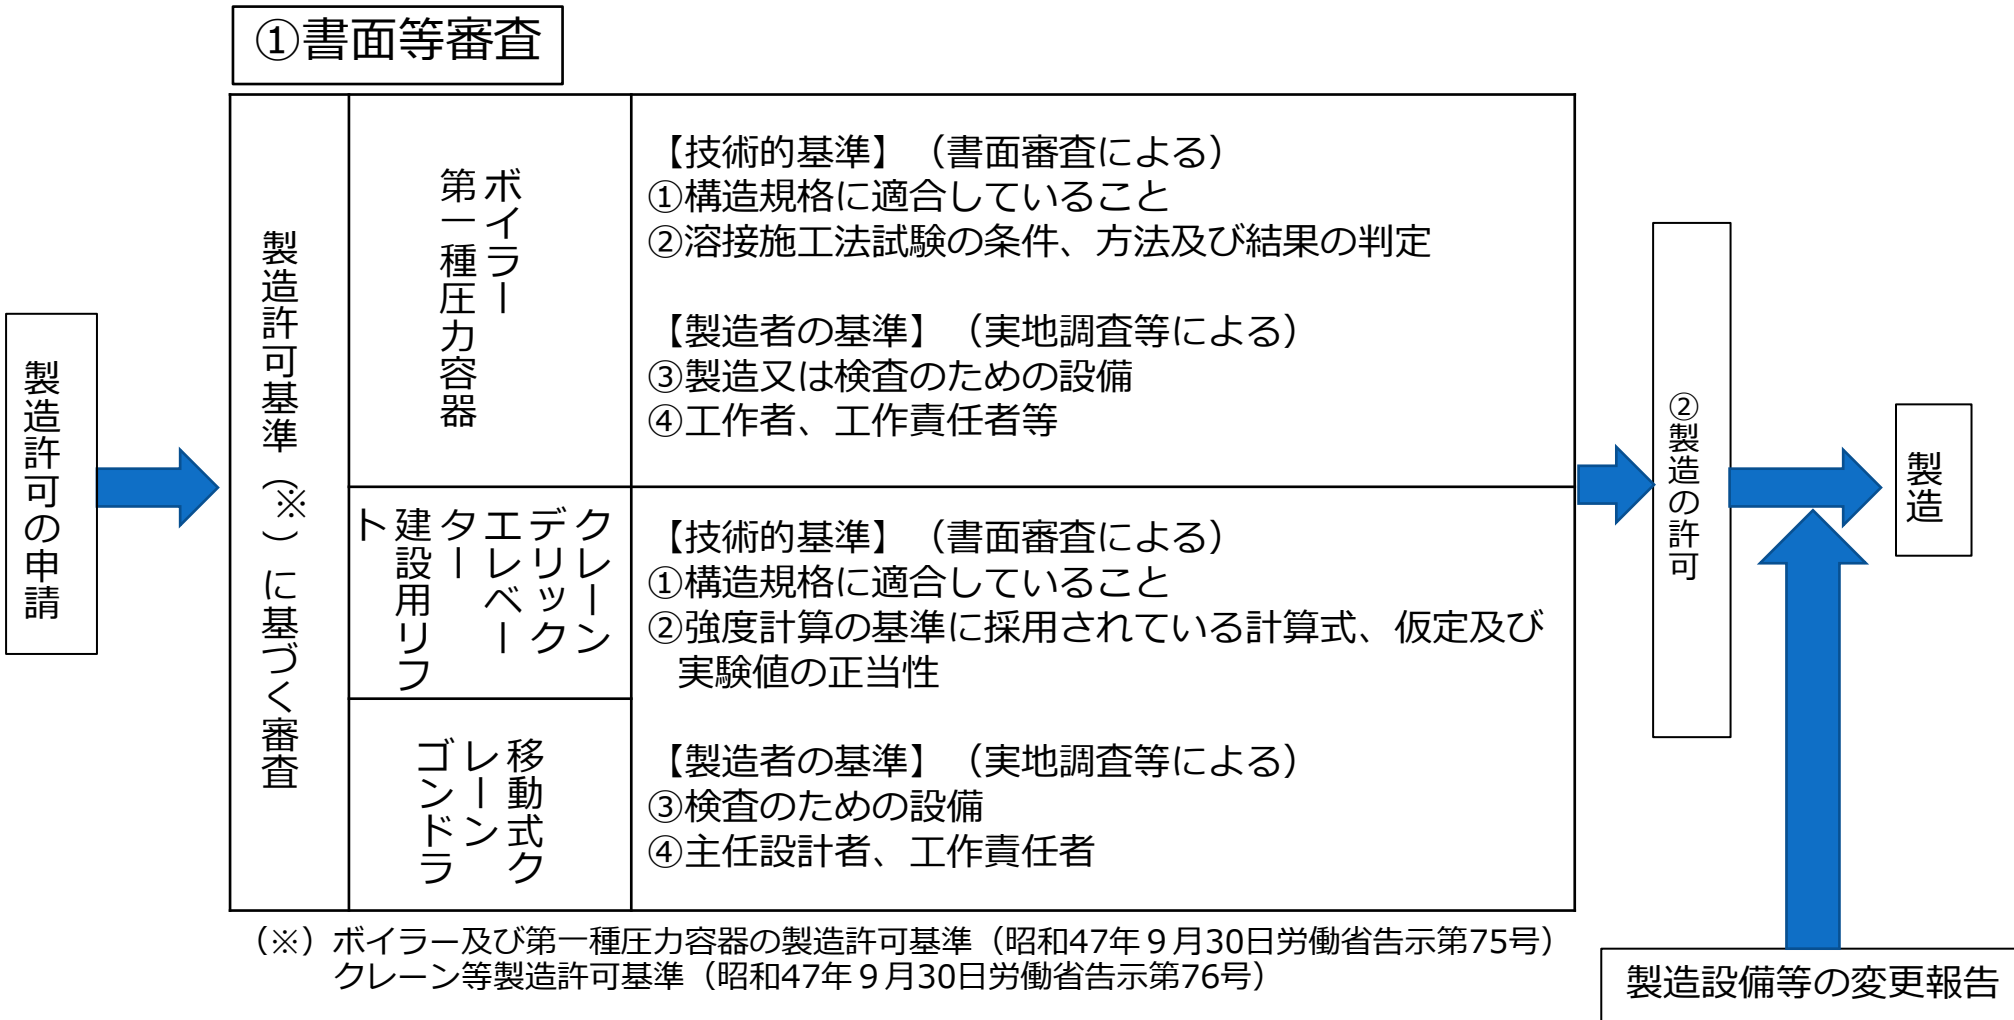 ①書面等審査
製造許可の申請
製造許可基準（※）に基づく審査
ボイラー
第一種圧力容器
【技術的基準】（書面審査による）
①構造規格に適合していること
②溶接施工法試験の条件、方法及び結果の判定
【製造者の基準】（実地調査等による）
③製造又は検査のための設備
④工作者、工作責任者等
クレーン
デリック
エレベー
ター
建設用リフ
ト
移動式ク
レーン
ゴンドラ
【技術的基準】（書面審査による）
①構造規格に適合していること
②強度計算の基準に採用されている計算式、仮定及び
実験値の正当性
【製造者の基準】（実地調査等による）
③検査のための設備
④主任設計者、工作責任者
②製造の許可
製造
（※）ボイラー及び第一種圧力容器の製造許可基準（昭和47年９月30日労働省告示第75号）
クレーン等製造許可基準（昭和47年９月30日労働省告示第76号）
製造設備等の変更報告